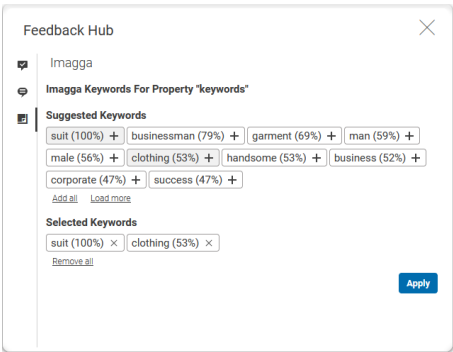 Feedback Hub
Imagga
Imagga Keywords For Property "keywords"
Suggested Keywords
suit (100%) + businessman (79%) + garment (69%) + man (59%) +
male (56%) + clothing (53%) + handsome (53%) + business (52%) +
corporate (47%) + success (47%) +
Add all Load more
Selected Keywords
suit (100%) × clothing (53%) ×
Remove all
Apply